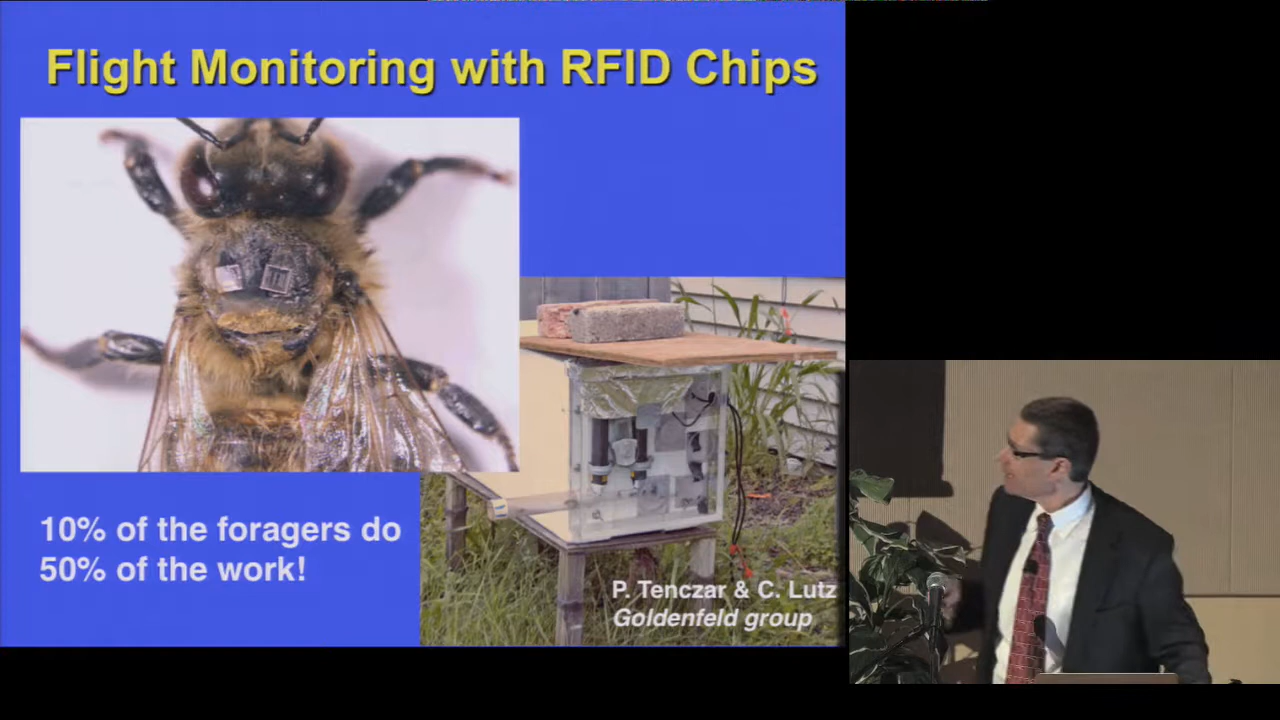 Flight Monitoring with RFID Chips
10% of the foragers do
50% of the work!
P. Tenczar & C. Lutz
Goldenfeld group